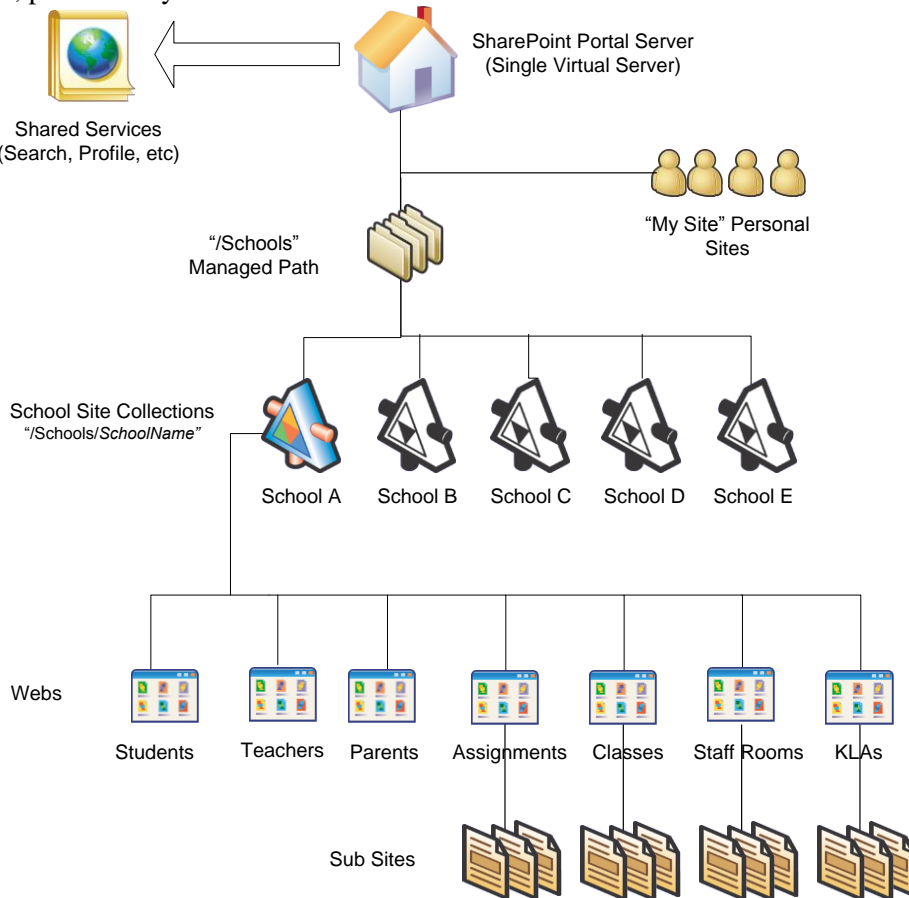 SharePoint Portal Server
(Single Virtual Server)
Shared Services
(Search, Profile, etc)
“My Site” Personal
Sites
“/Schools”
Managed Path
School Site Collections
“/Schools/SchoolName”
School A
School B
School C
School D
School E
Webs
Students
Teachers
Parents
Assignments
Classes
Staff Rooms
KLAs
Sub Sites